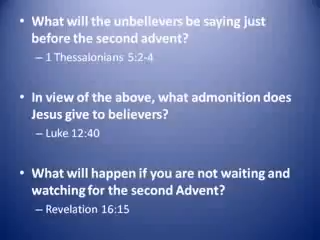 • What will the unbelievers be saying just
before the second advent?
– 1 Thessalonians 5:2-4
• In view of the above, what admonition does
Jesus give to believers?
– Luke 12:40
• What will happen if you are not waiting and
watching for the second Advent?
– Revelation 16:15